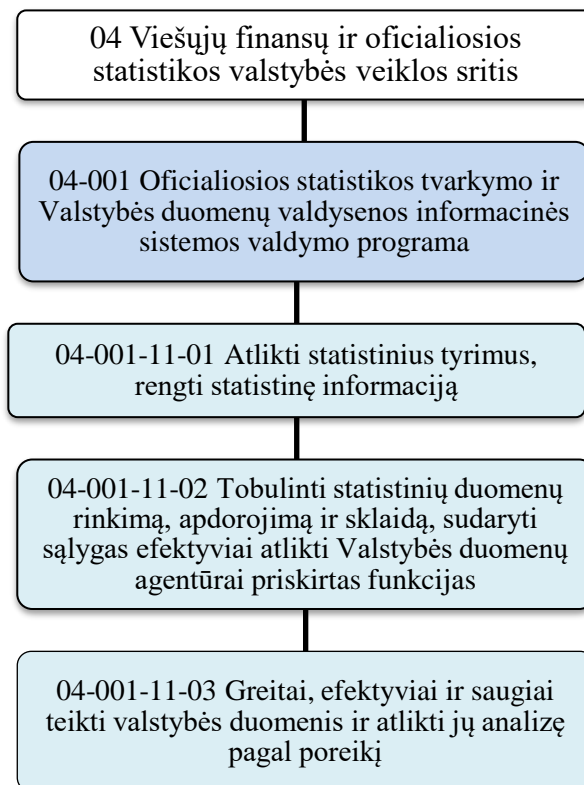 04 Viešųjų finansų ir oficialiosios
statistikos valstybės veiklos sritis
04-001 Oficialiosios statistikos tvarkymo ir
Valstybės duomenų valdysenos informacinės
sistemos valdymo programa
04-001-11-01 Atlikti statistinius tyrimus,
rengti statistinę informaciją
04-001-11-02 Tobulinti statistinių duomenų
rinkimą, apdorojimą ir sklaidą, sudaryti
sąlygas efektyviai atlikti Valstybės duomenų
agentūrai priskirtas funkcijas
04-001-11-03 Greitai, efektyviai ir saugiai
teikti valstybės duomenis ir atlikti jų analizę
pagal poreikį